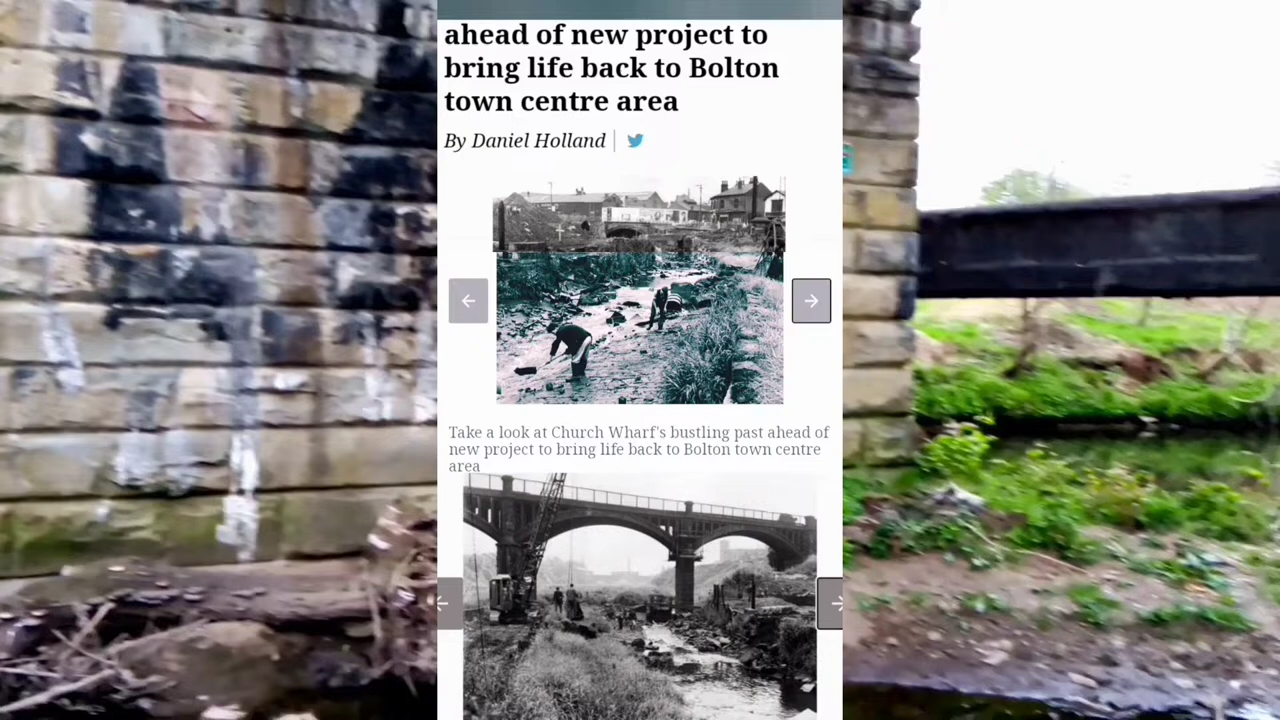 ahead of new project to
bring life back to Bolton
town centre area
By Daniel Holland
Take a look at Church Wharf's bustling past ahead of
new project to bring life back to Bolton town centre
area